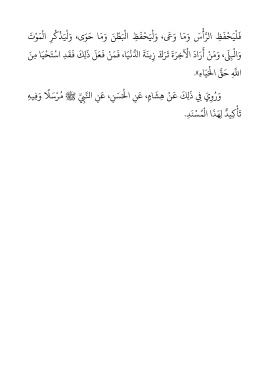 فَلْيَحْفَظِ الرَّأْسَ وَمَا وَعَى، وَلْيَحْفَظِ الْبَطْنَ وَمَا حَوَى، وَلْيَذْكُرِ الْمَوْتَ
وَالْبِلَى، وَمَنْ أَرَادَ الْآخِرَةَ تَرَكَ زِينَةَ الدُّنْيَا، فَمَنْ فَعَلَ ذَلِكَ فَقَدِ اسْتَحْيَا مِنَ
اللَّهِ حَقَّ الْحَيَاءِ».
وَرُوِيَ فِي ذَلِكَ عَنْ هِشَامٍ، عَنِ الْحَسَنِ، عَنِ النَّبِيِّ ﷺ مُرْسَلًا وَفِيهِ
تَأْكِيدٌ لِهَذَا الْمُسْنَدِ.